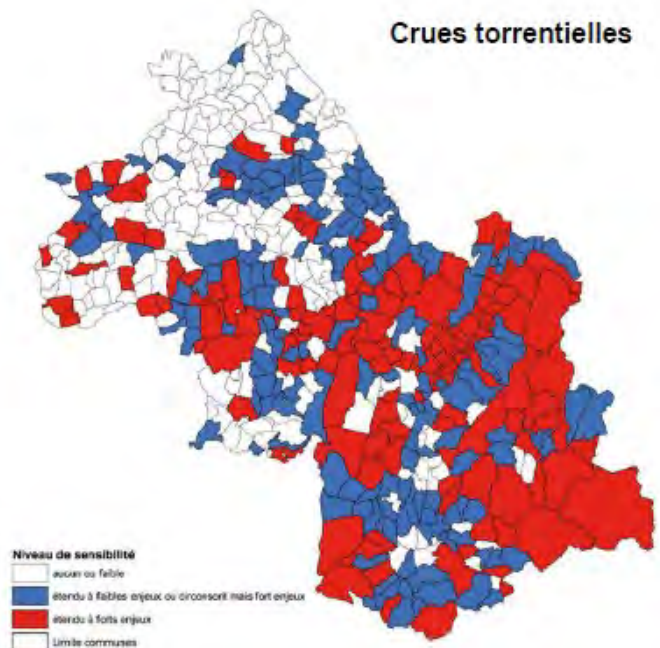 Crues torrentielles
Niveau de sensibilité
aucun ou faible
étendu à faibles enjeux ou circonscrit mais fort enjeux
étendu à forts enjeux
Limite communes